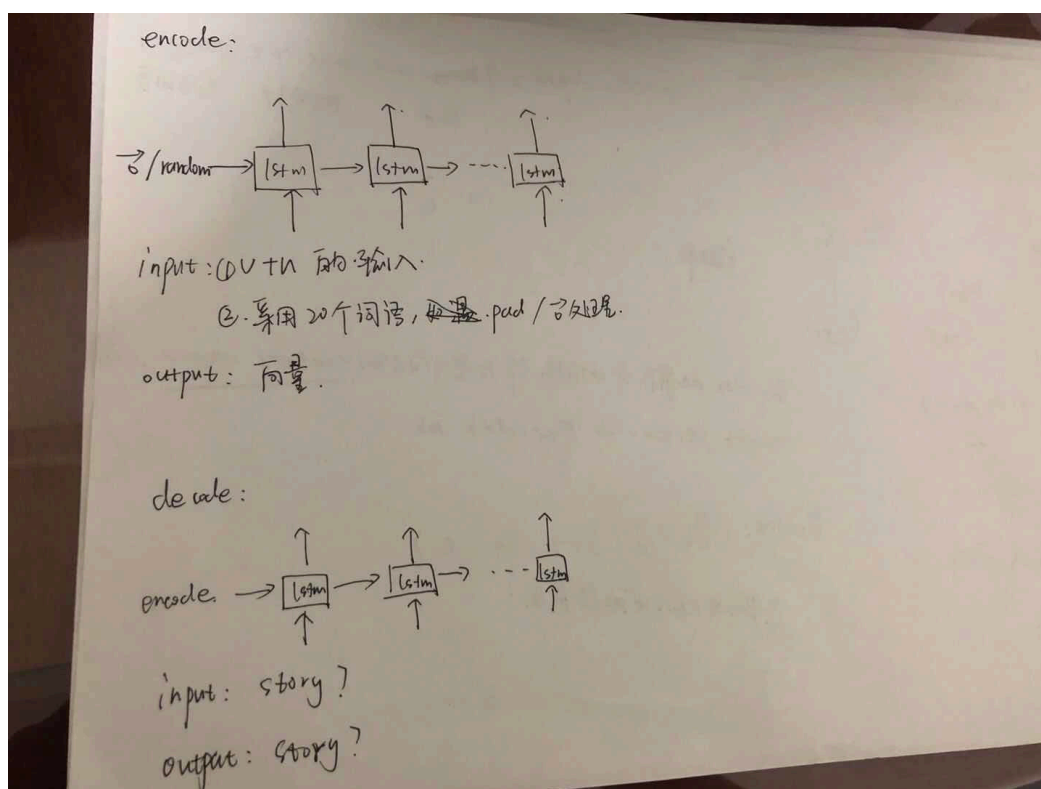 encode:
→0/random lstm lstm ---- lstm
input: ① v+n 的输入.
②. 采用20个词语, pad/→0处理.
output: 向量.
decode:
encode. lstm lstm ---- lstm
input: story?
output: story?